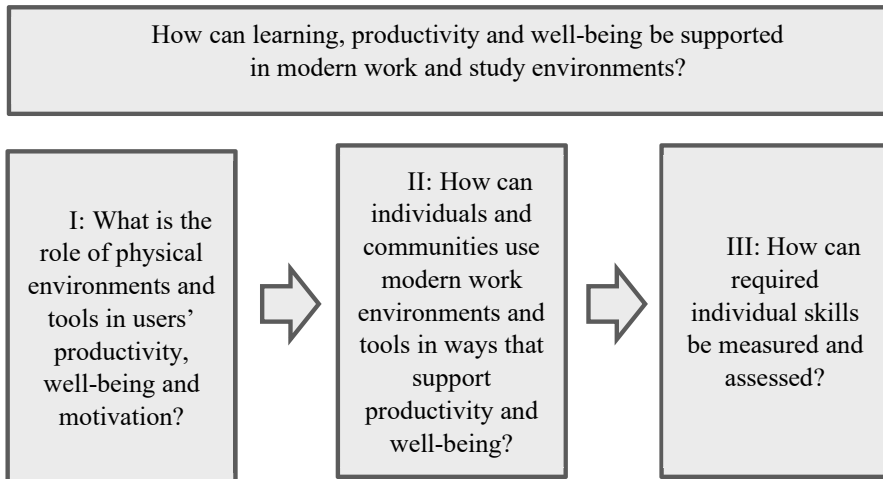 How can learning, productivity and well-being be supported
in modern work and study environments?
I: What is the
role of physical
environments and
tools in users’
productivity,
well-being and
motivation?
II: How can
individuals and
communities use
modern work
environments and
tools in ways that
support
productivity and
well-being?
III: How can
required
individual skills
be measured and
assessed?